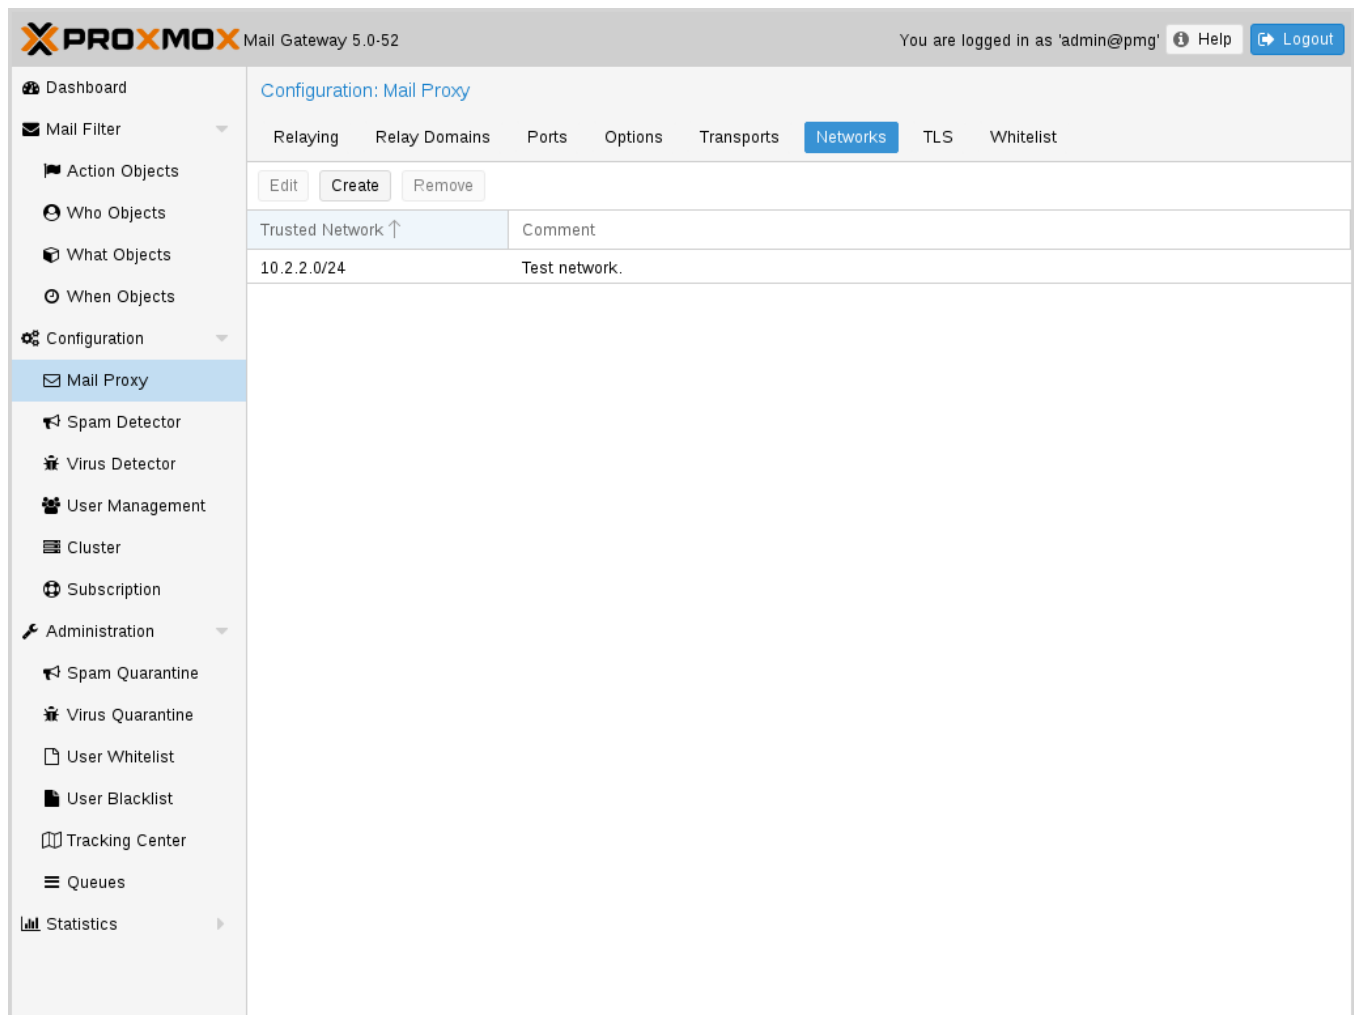 PROXMOX Mail Gateway 5.0-52 You are logged in as 'admin@pmg' Help Logout
Dashboard
Mail Filter
Action Objects
Who Objects
What Objects
When Objects
Configuration
Mail Proxy
Spam Detector
Virus Detector
User Management
Cluster
Subscription
Administration
Spam Quarantine
Virus Quarantine
User Whitelist
User Blacklist
Tracking Center
Queues
Statistics
Configuration: Mail Proxy
Relaying Relay Domains Ports Options Transports Networks TLS Whitelist
Edit Create Remove
Trusted Network Comment
10.2.2.0/24 Test network.